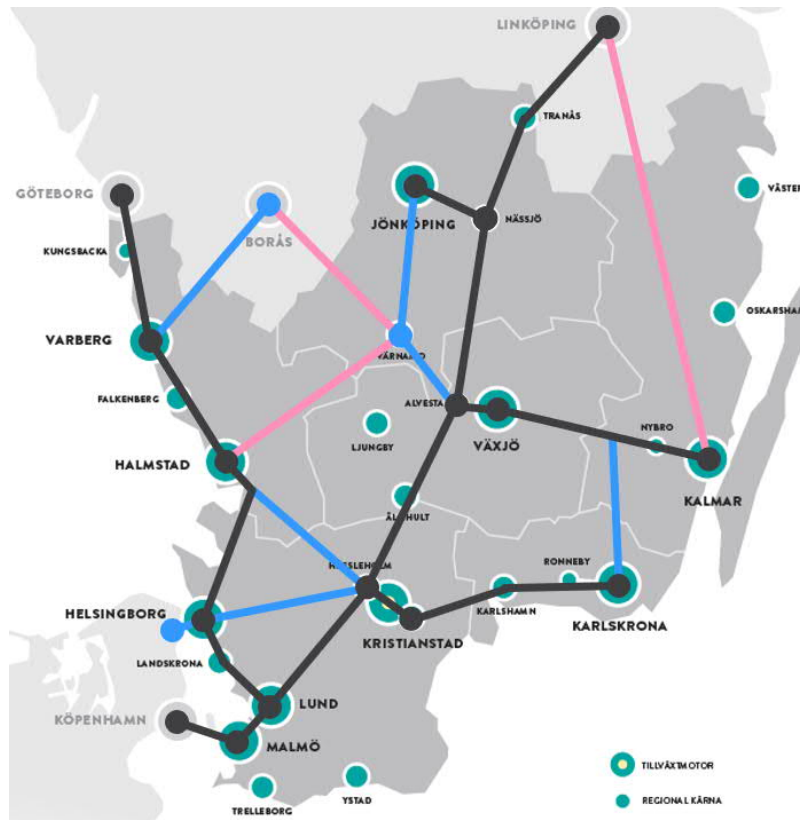 LINKÖPING
TRANÅS
GÖTEBORG
VÄSTER
JÖNKÖPING
NÄSSJÖ
BORÅS
KUNGSBACKA
OSKARSHAM
VARBERG
VÄRNAMO
FALKENBERG
ALVESTA
LJUNGBY
VÄXJÖ
NYBRO
HALMSTAD
KALMAR
ÄLMHULT
RONNEBY
HÄSSLEHOLM
HELSINGBORG
KARLSHAMN
KARLSKRONA
KRISTIANSTAD
LANDSKRONA
LUND
KÖPENHAMN
MALMÖ
TILLVÄXTMOTOR
YSTAD
REGIONAL KÄRNA
TRELLEBORG